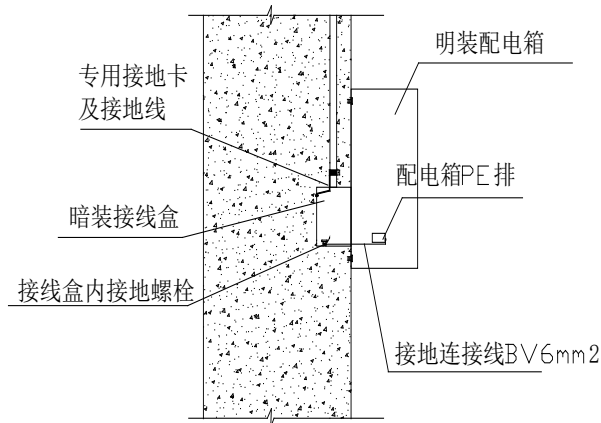 明装配电箱
专用接地卡
及接地线
配电箱PE排
暗装接线盒
接线盒内接地螺栓
接地连接线BV6mm2